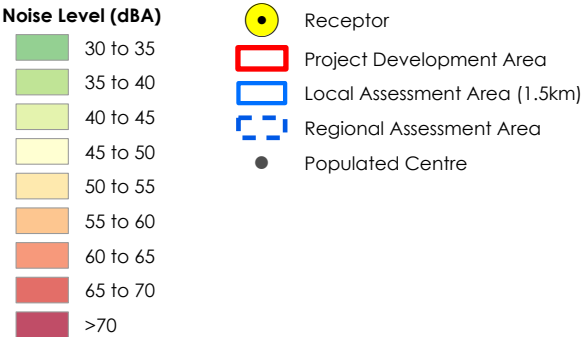 Noise Level (dBA)
30 to 35
35 to 40
40 to 45
45 to 50
50 to 55
55 to 60
60 to 65
65 to 70
>70
Receptor
Project Development Area
Local Assessment Area (1.5km)
Regional Assessment Area
Populated Centre